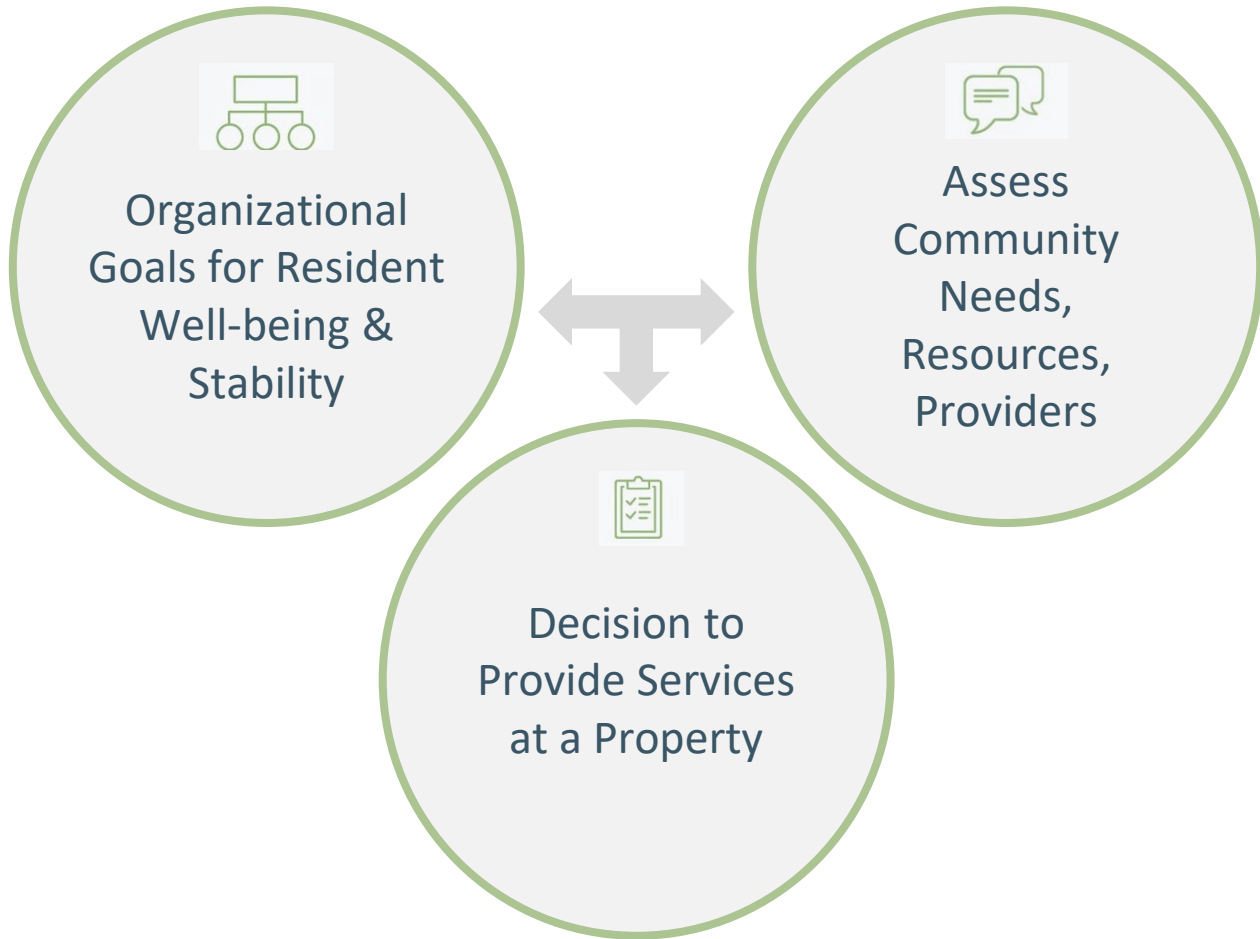 Organizational
Goals for Resident
Well-being &
Stability
Assess
Community
Needs,
Resources,
Providers
Decision to
Provide Services
at a Property